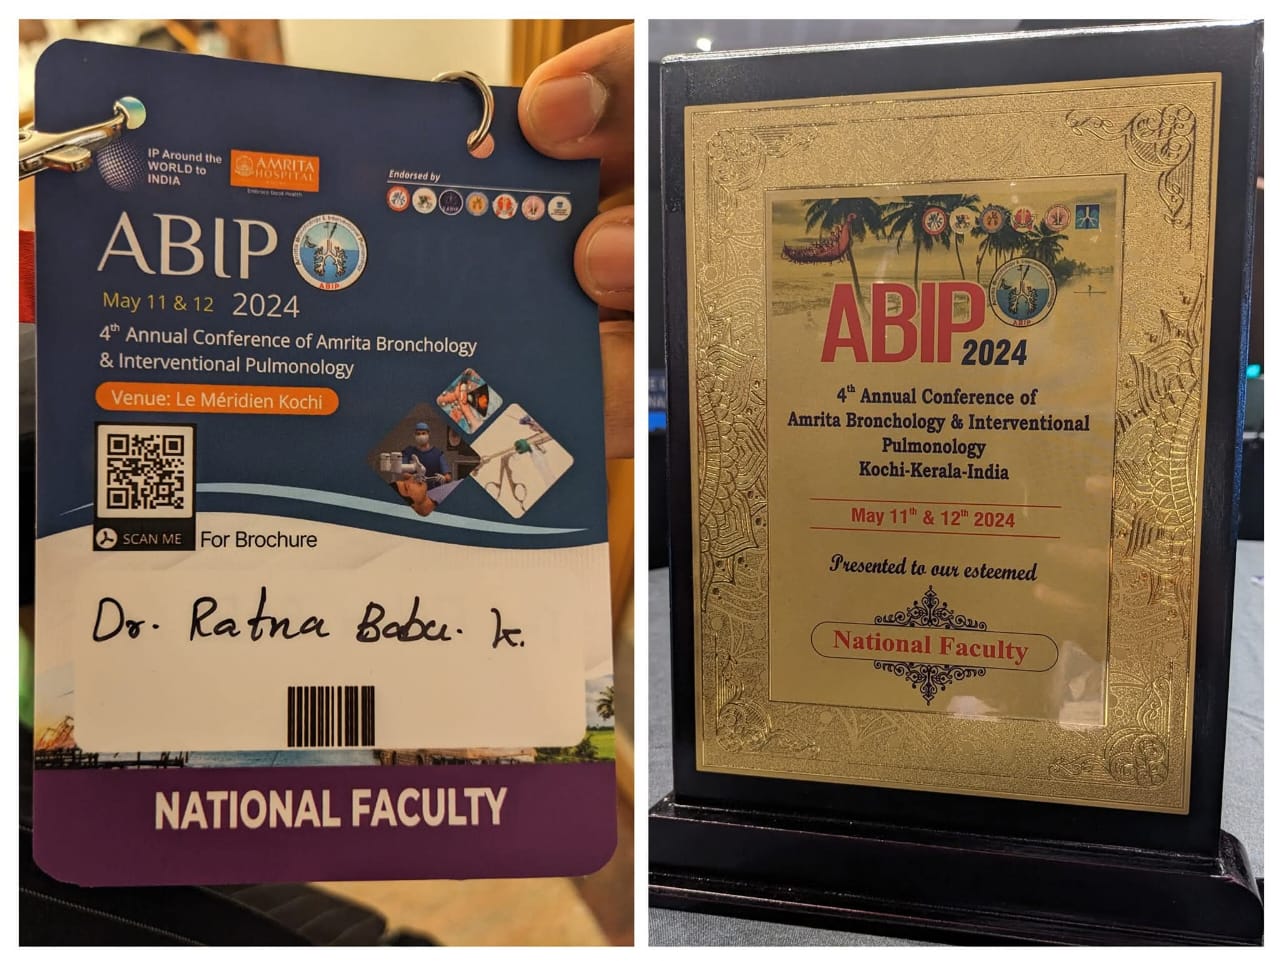 IP Around the
WORLD to
INDIA
AMRITA
HOSPITAL
Endorsed by
ABIP
ABIP
May 11 & 12 2024
4th Annual Conference of Amrita Bronchology
& Interventional Pulmonology
Venue: Le Méridien Kochi
SCAN ME
For Brochure
Dr. Ratna Babu. K.
NATIONAL FACULTY
ABIP
ABIP
2024
4th Annual Conference of
Amrita Bronchology & Interventional
Pulmonology
Kochi-Kerala-India
May 11th & 12th 2024
Presented to our esteemed
National Faculty